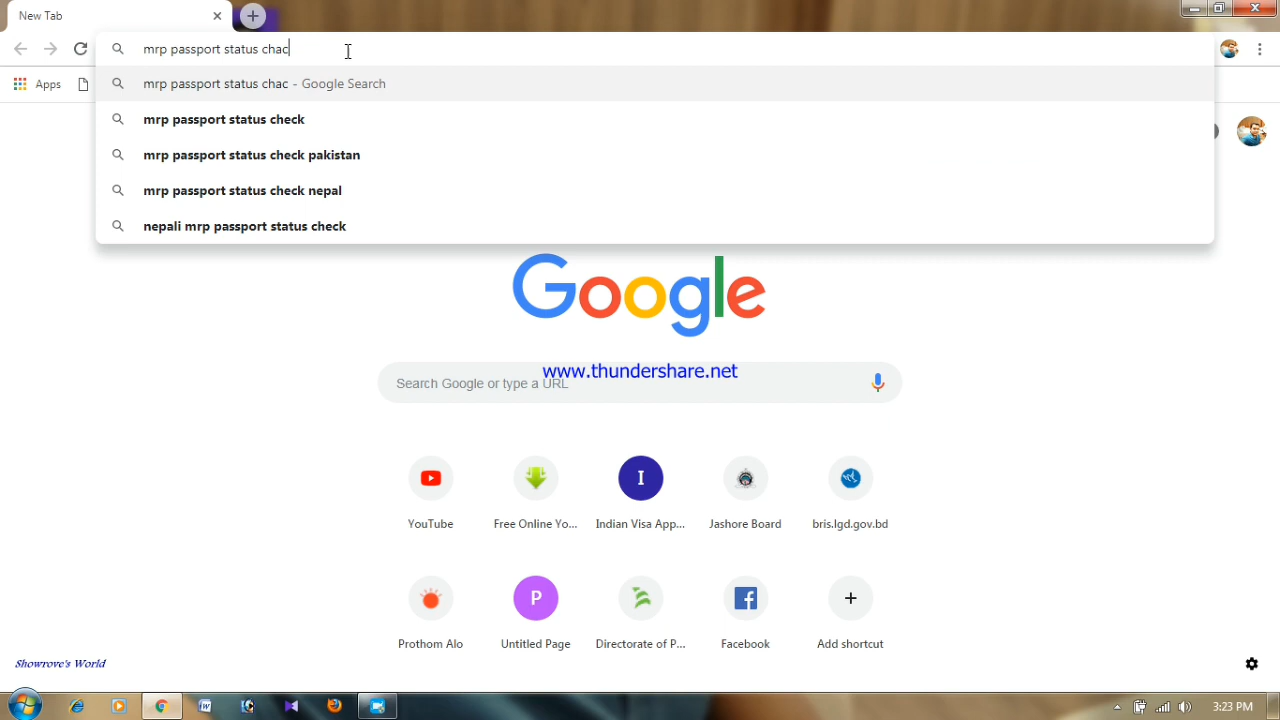 New Tab
mrp passport status chac
Apps
mrp passport status chac - Google Search
mrp passport status check
mrp passport status check pakistan
mrp passport status check nepal
nepali mrp passport status check
Google
www.thundershare.net
Search Google or type a URL
I
YouTube
Free Online Yo...
Indian Visa App...
Jashore Board
bris.lgd.gov.bd
P
Prothom Alo
Untitled Page
Directorate of P...
Facebook
Add shortcut
Showrove's World
3:23 PM